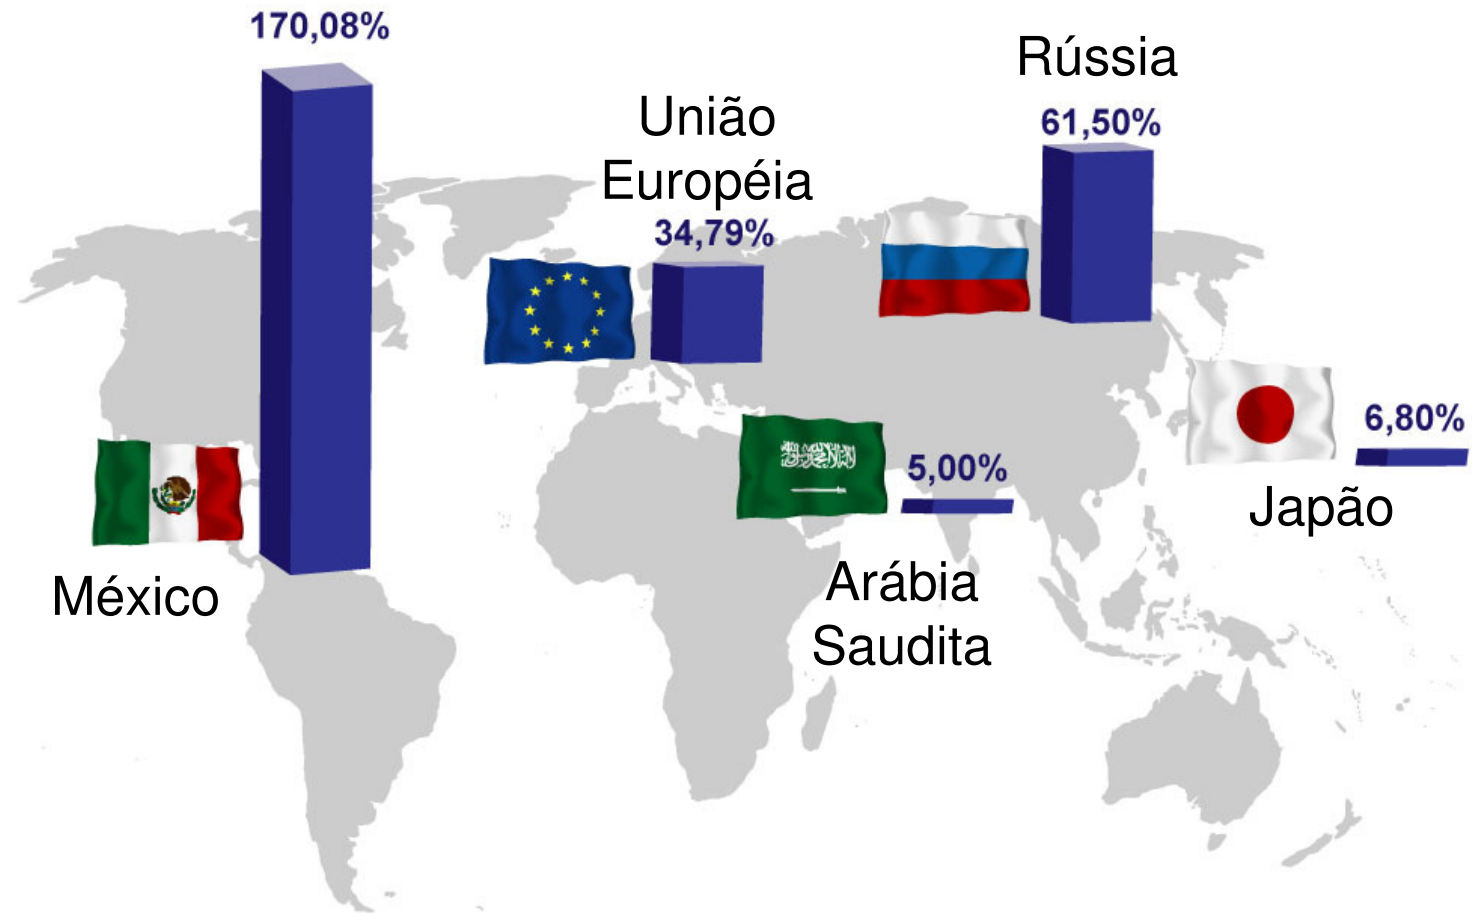 170,08%
México
União
Européia
34,79%
Rússia
61,50%
5,00%
Arábia
Saudita
6,80%
Japão